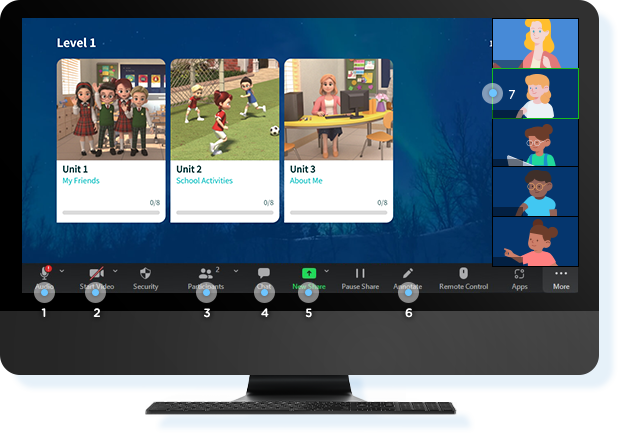 Level 1
Unit 1
My Friends
0/8
Unit 2
School Activities
0/8
Unit 3
About Me
0/8
7
2
Audio
Start Video
Security
Participants
Chat
New Share
Pause Share
Annotate
Remote Control
Apps
More
1
2
3
4
5
6